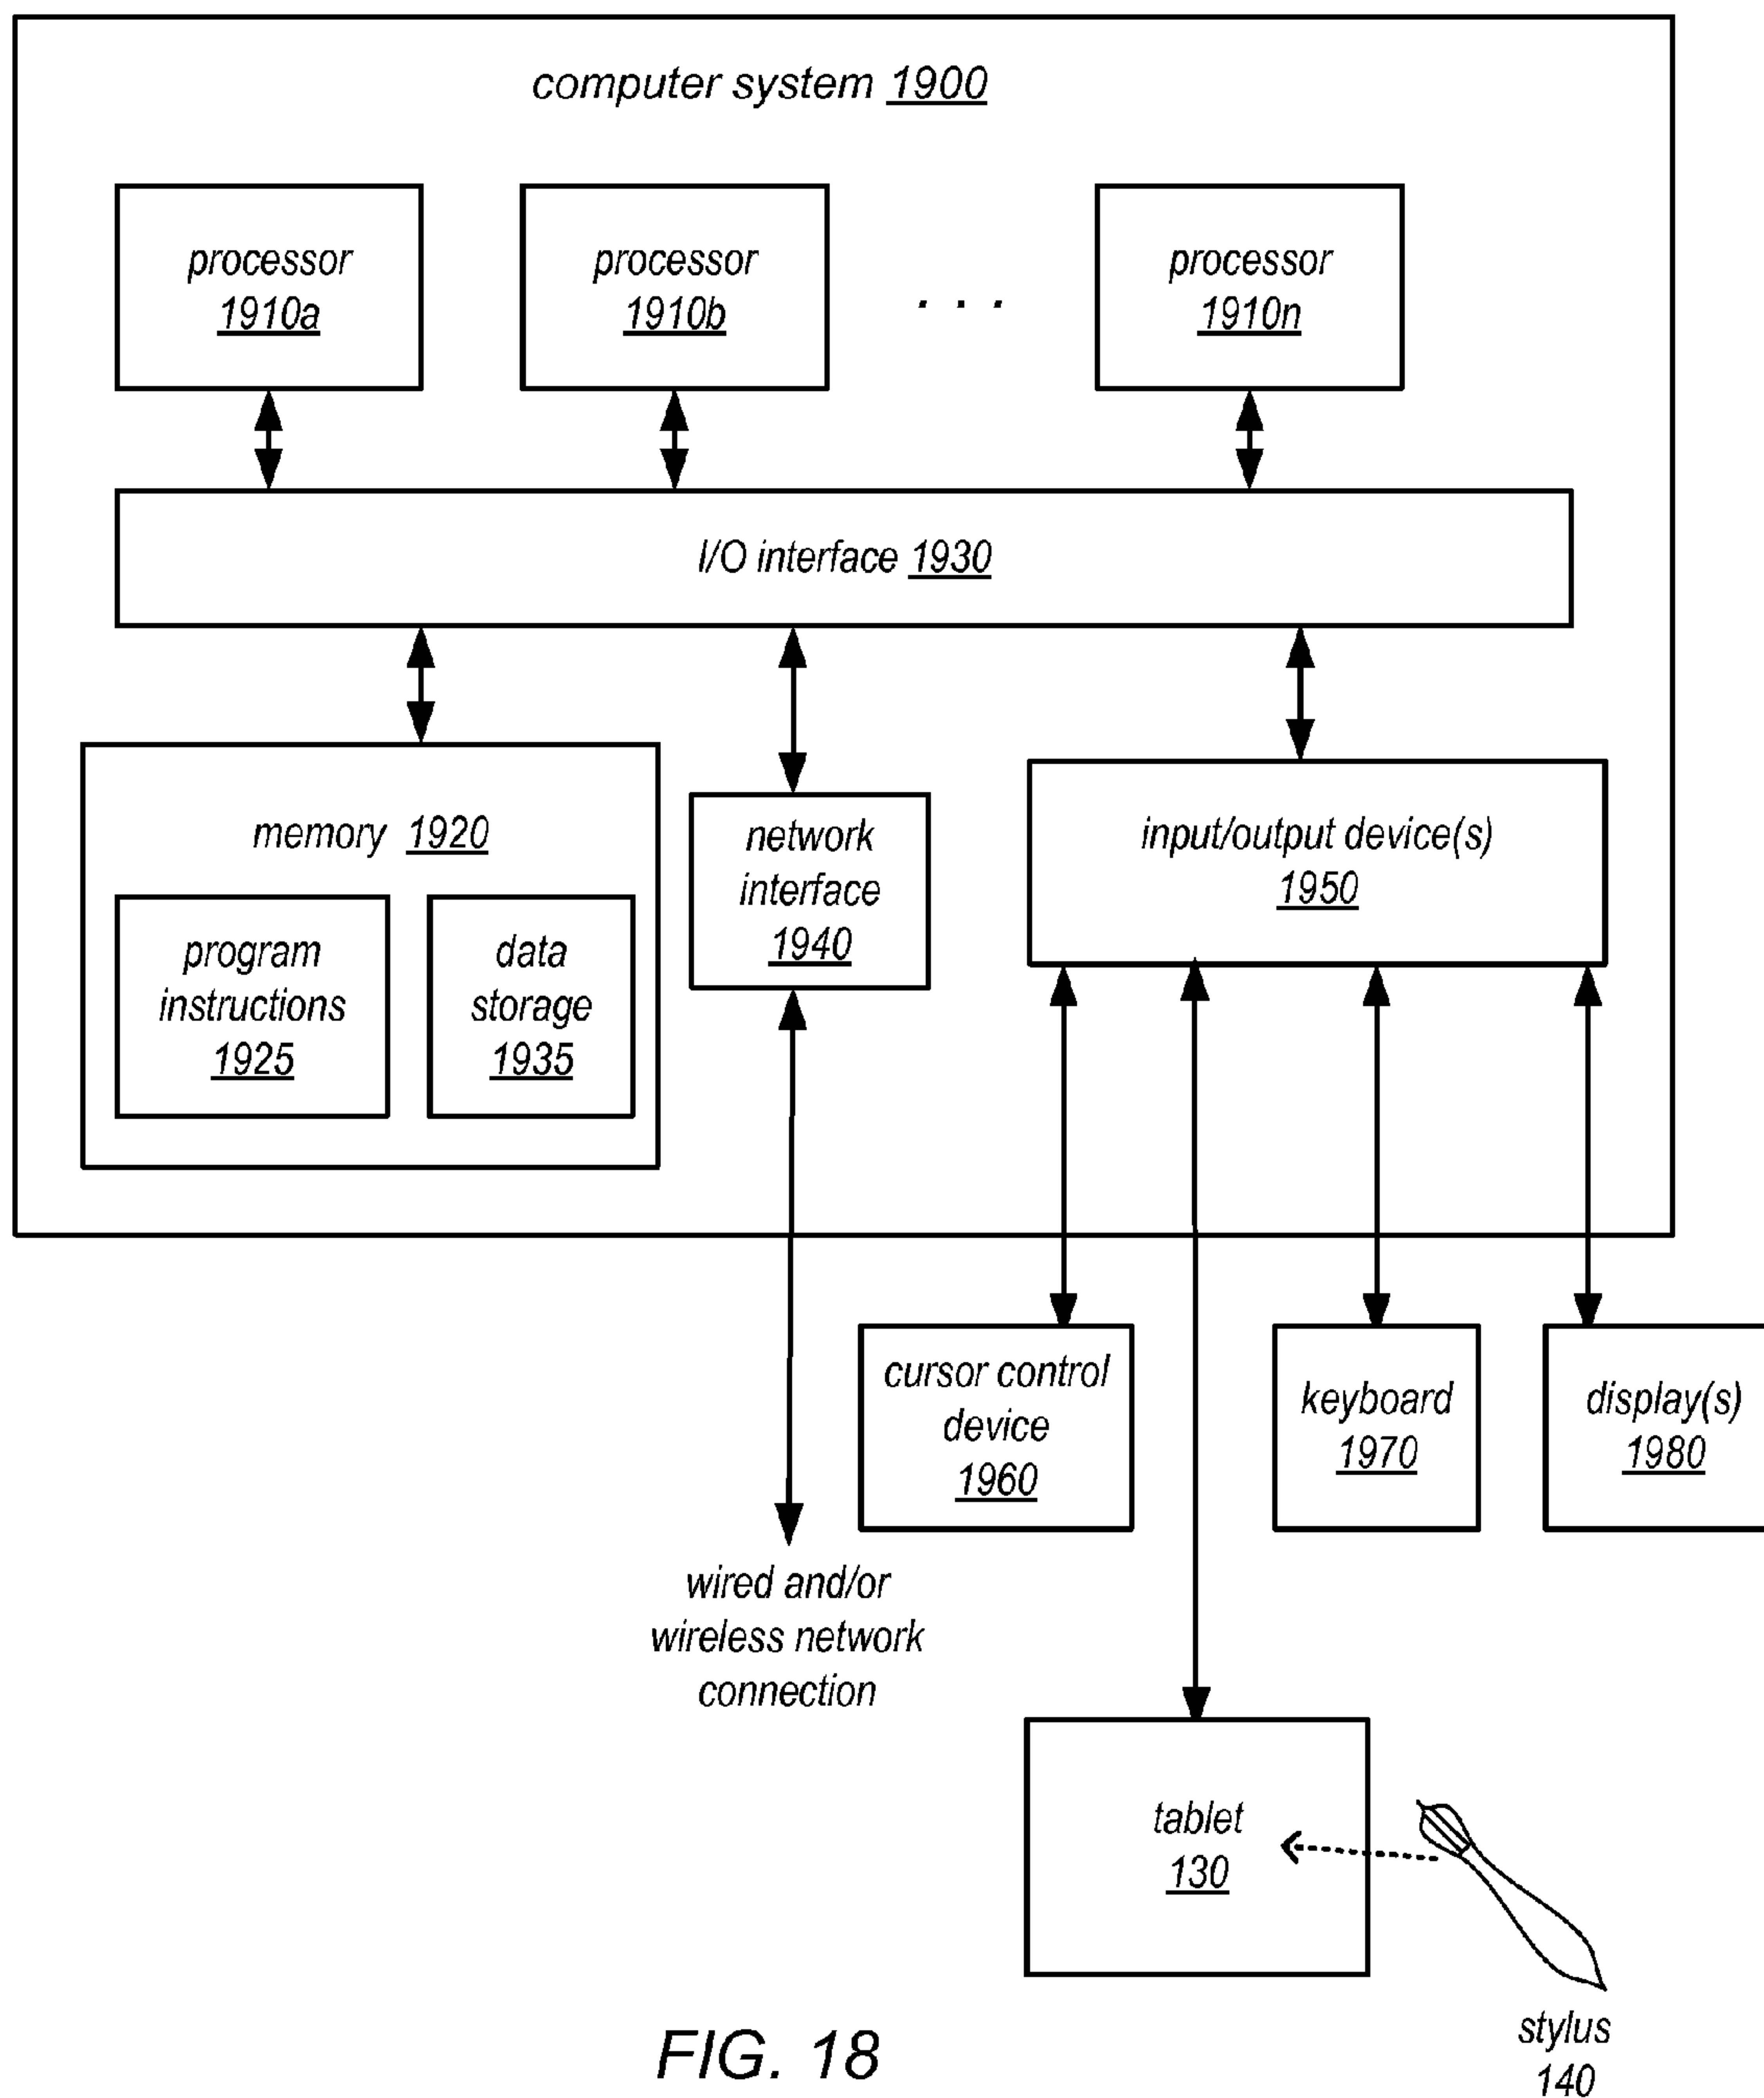 computer system 1900
processor
1910a
processor
1910b
. . .
processor
1910n
I/O interface 1930
memory 1920
program
instructions
1925
data
storage
1935
network
interface
1940
input/output device(s)
1950
cursor control
device
1960
keyboard
1970
display(s)
1980
wired and/or
wireless network
connection
tablet
130
stylus
140
FIG. 18